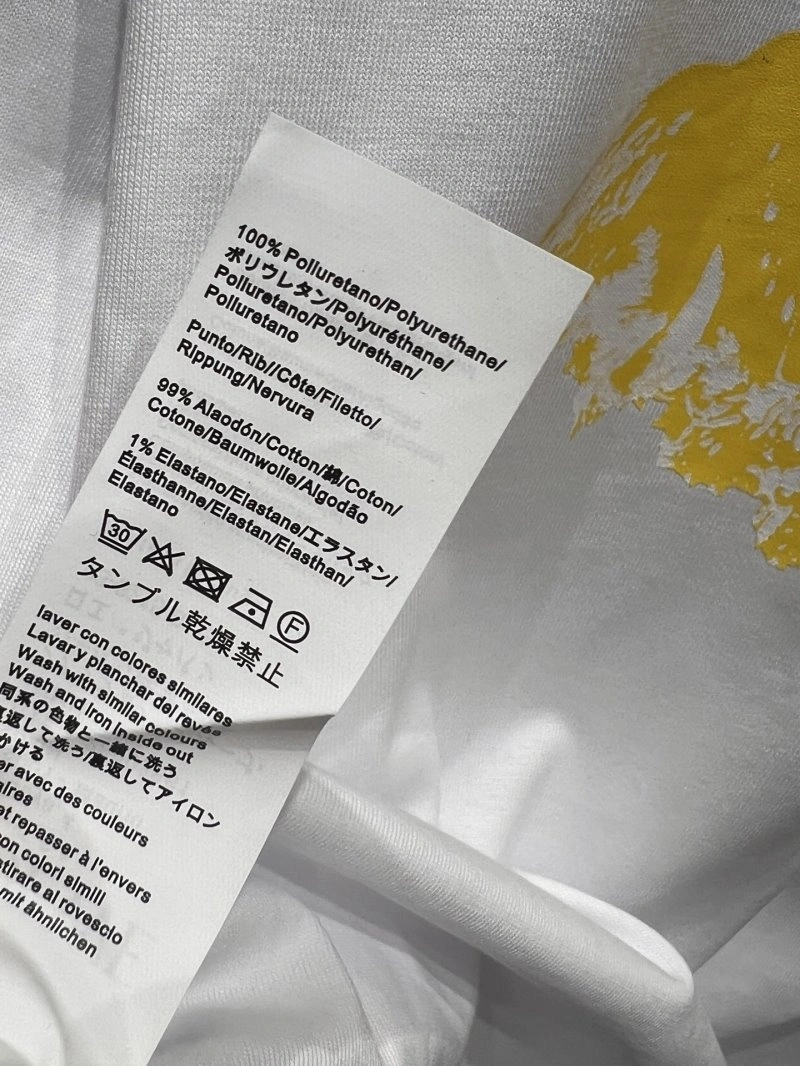 100% Poliuretano/Polyurethane/
ポリウレタン/Polyuréthane/
Poliuretano/Polyurethan/
Poliuretano
Punto/Rib//Côte/Filetto/
Rippung/Nervura
99% Alaodón/Cotton/綿/Coton/
Cotone/Baumwolle/Algodão
1% Elastano/Elastane/エラスタン/
Élasthanne/Elastan/Elasthan/
Elastano
30 F
タンブル乾燥禁止
lavar con colores similares
Lavar y planchar del revés
Wash with similar colours
Wash and iron inside out
同系の色物と一緒に洗う
裏返して洗う/裏返してアイロン
かける
er avec des couleurs
aires
et repasser à l'envers
con colori simili
stirare al rovescio
mit ähnlichen